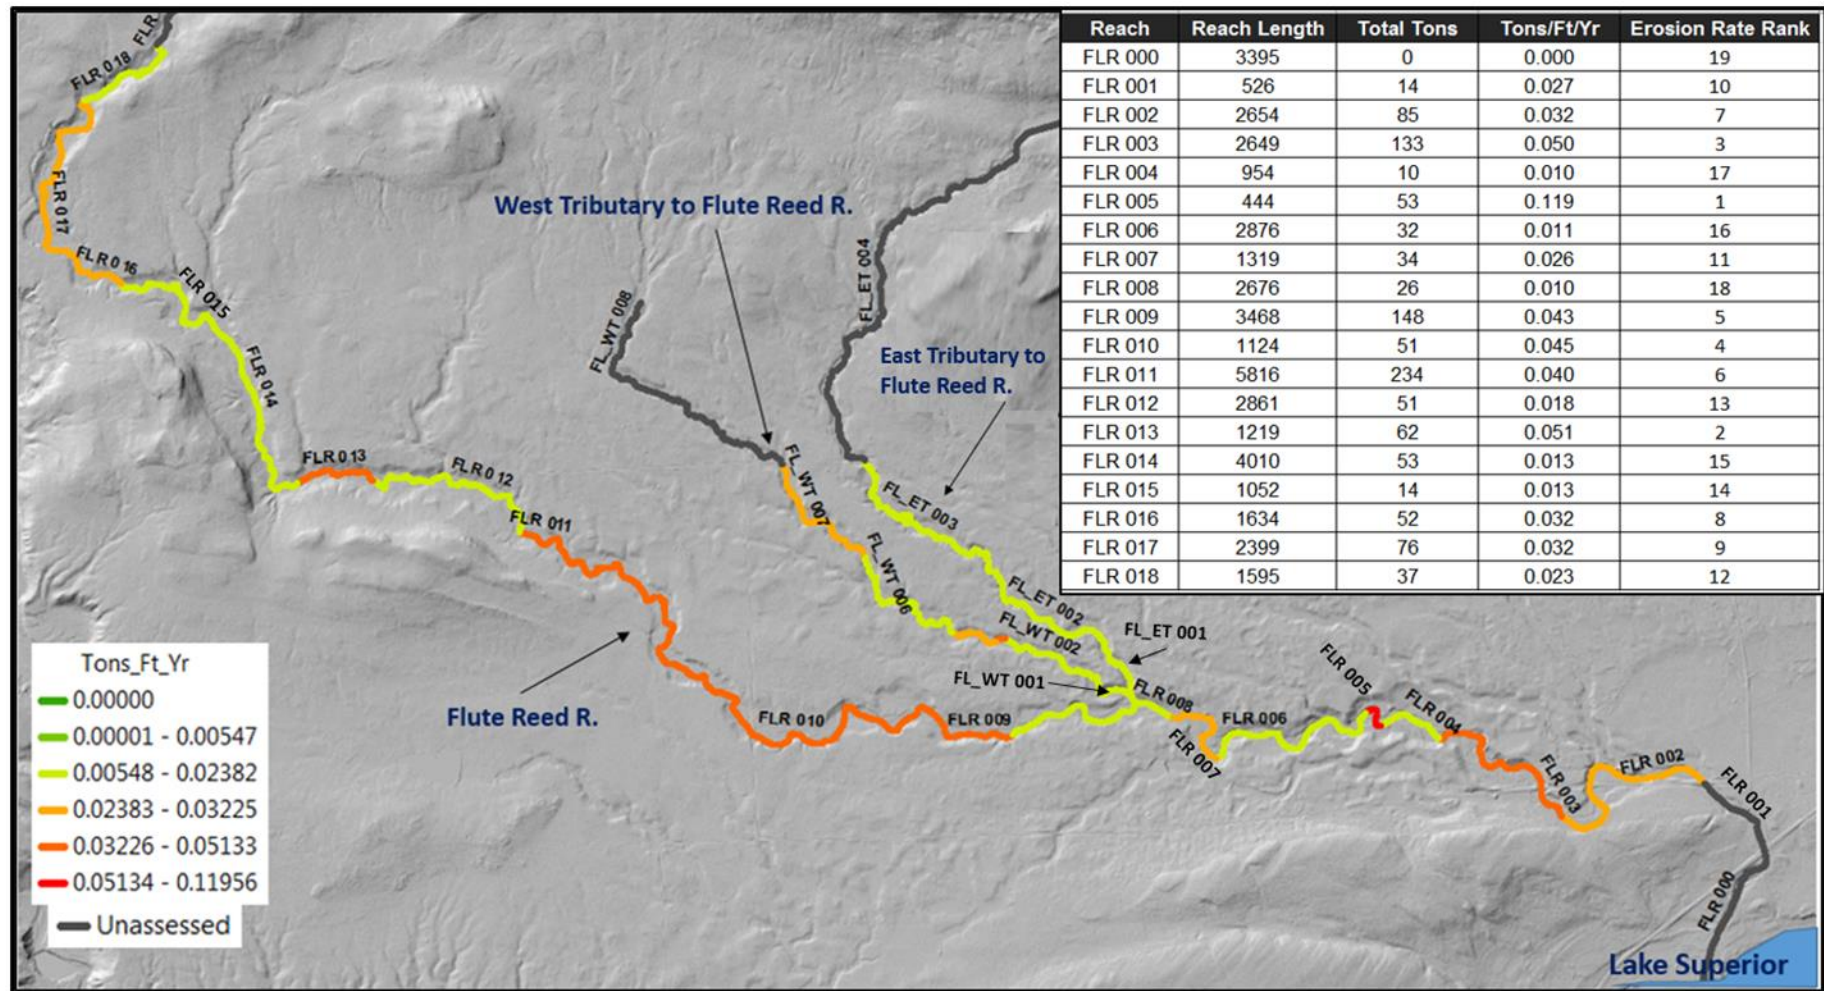 Reach Reach Length Total Tons Tons/Ft/Yr Erosion Rate Rank
FLR 000 3395 0 0.000 19
FLR 001 526 14 0.027 10
FLR 002 2654 85 0.032 7
FLR 003 2649 133 0.050 3
FLR 004 954 10 0.010 17
FLR 005 444 53 0.119 1
FLR 006 2876 32 0.011 16
FLR 007 1319 34 0.026 11
FLR 008 2676 26 0.010 18
FLR 009 3468 148 0.043 5
FLR 010 1124 51 0.045 4
FLR 011 5816 234 0.040 6
FLR 012 2861 51 0.018 13
FLR 013 1219 62 0.051 2
FLR 014 4010 53 0.013 15
FLR 015 1052 14 0.013 14
FLR 016 1634 52 0.032 8
FLR 017 2399 76 0.032 9
FLR 018 1595 37 0.023 12
FLR
FLR 018
FLR 017
FLR 016
FLR 015
FLR 014
FLR 013
FLR 012
FLR 011
West Tributary to Flute Reed R.
FL_WT 008
FL_ET 004
East Tributary to
Flute Reed R.
FL_WT 007
FL_ET 003
FL_WT 006
FL_ET 002
FL_WT 002
FL_ET 001
FL_WT 001
FLR 008
FLR 010
FLR 009
Flute Reed R.
FLR 007
FLR 006
FLR 005
FLR 004
FLR 003
FLR 002
FLR 001
FLR 000
Lake Superior
Tons_Ft_Yr
0.00000
0.00001 - 0.00547
0.00548 - 0.02382
0.02383 - 0.03225
0.03226 - 0.05133
0.05134 - 0.11956
Unassessed